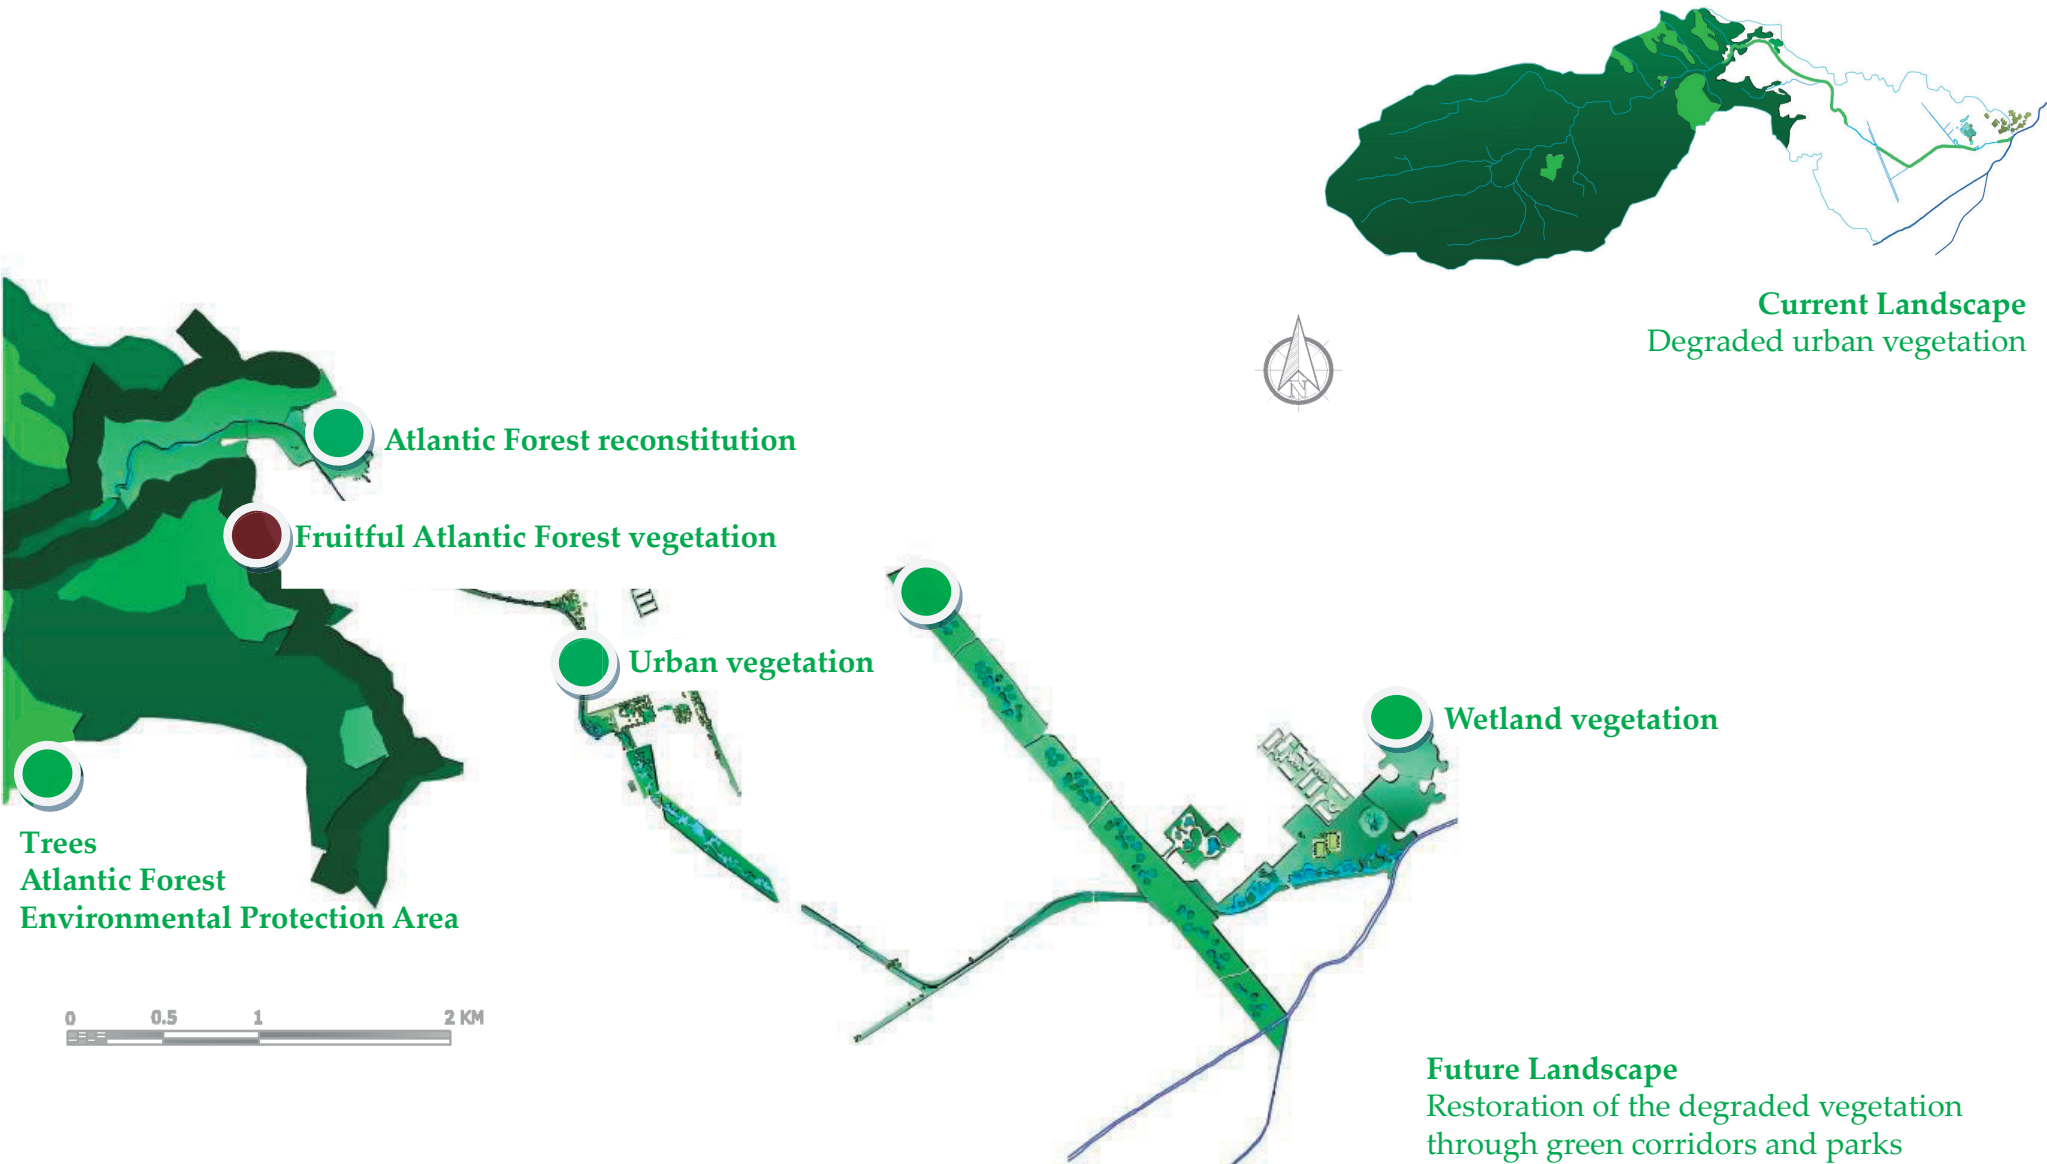 Current Landscape
Degraded urban vegetation
N
Atlantic Forest reconstitution
Fruitful Atlantic Forest vegetation
Urban vegetation
Wetland vegetation
Trees
Atlantic Forest
Environmental Protection Area
0 0.5 1 2 KM
Future Landscape
Restoration of the degraded vegetation
through green corridors and parks